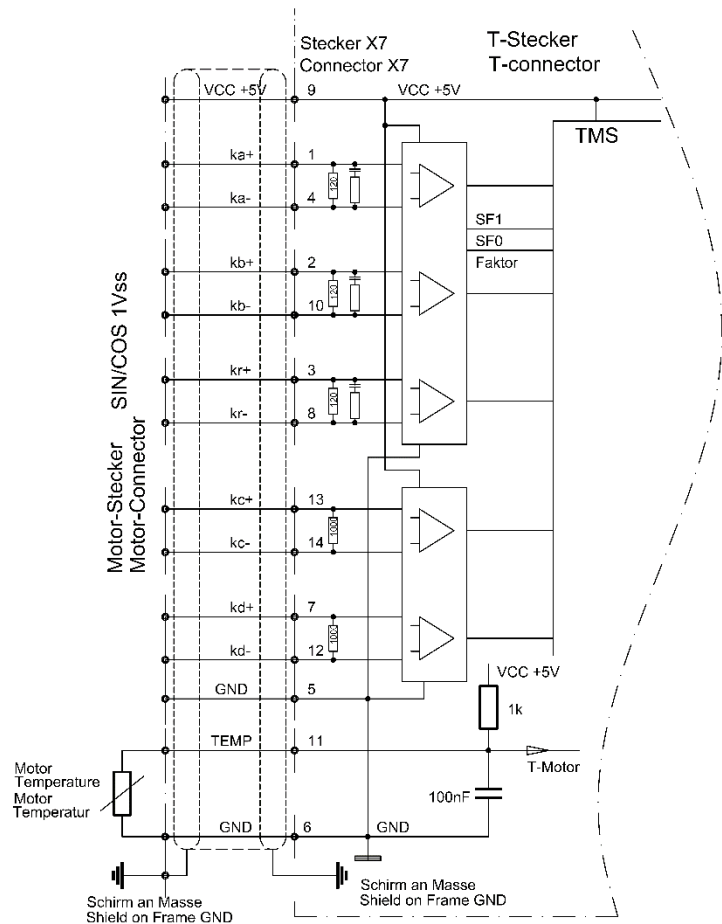 Stecker X7
Connector X7
T-Stecker
T-connector
VCC +5V
9
VCC +5V
TMS
ka+
1
120
ka-
4
SF1
SF0
Faktor
kb+
2
120
kb-
10
kr+
3
120
kr-
8
SIN/COS 1Vss
Motor-Stecker
Motor-Connector
kc+
13
1000
kc-
14
kd+
7
1000
kd-
12
VCC +5V
GND
5
1k
TEMP
11
T-Motor
Motor
Temperature
Motor
Temperatur
100nF
GND
6
GND
Schirm an Masse
Shield on Frame GND
Schirm an Masse
Shield on Frame GND